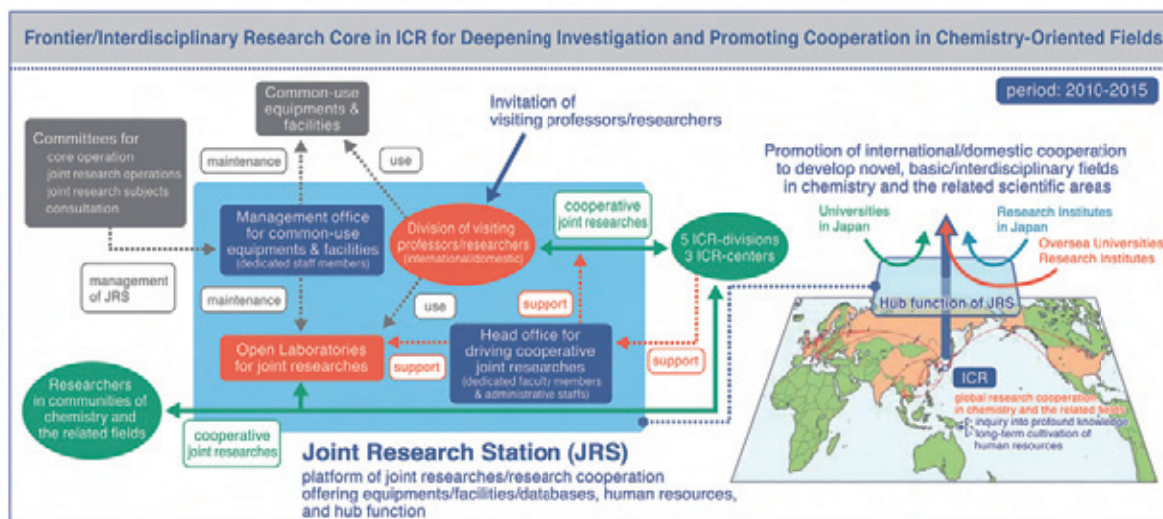 Frontier/Interdisciplinary Research Core in ICR for Deepening Investigation and Promoting Cooperation in Chemistry-Oriented Fields
period: 2010-2015
Common-use
equipments &
facilities
Invitation of
visiting professors/researchers
Committees for
core operation
joint research operations
joint research subjects
consultation
maintenance
use
Management office
for common-use
equipments & facilities
(dedicated staff members)
Division of visiting
professors/researchers
(international/domestic)
cooperative
joint researches
5 ICR-divisions
3 ICR-centers
management
of JRS
maintenance
use
support
Open Laboratories
for joint researches
support
Head office for
driving cooperative
joint researches
(dedicated faculty members
& administrative staffs)
support
Researchers
in communities of
chemistry and
the related fields
cooperative
joint researches
Joint Research Station (JRS)
platform of joint researches/research cooperation
offering equipments/facilities/databases, human resources,
and hub function
Promotion of international/domestic cooperation
to develop novel, basic/interdisciplinary fields
in chemistry and the related scientific areas
Universities
in Japan
Research Institutes
in Japan
Oversea Universities
Research Institutes
Hub function of JRS
ICR
global research cooperation
in chemistry and the related fields
inquiry into profound knowledge
long-term cultivation of
human resources